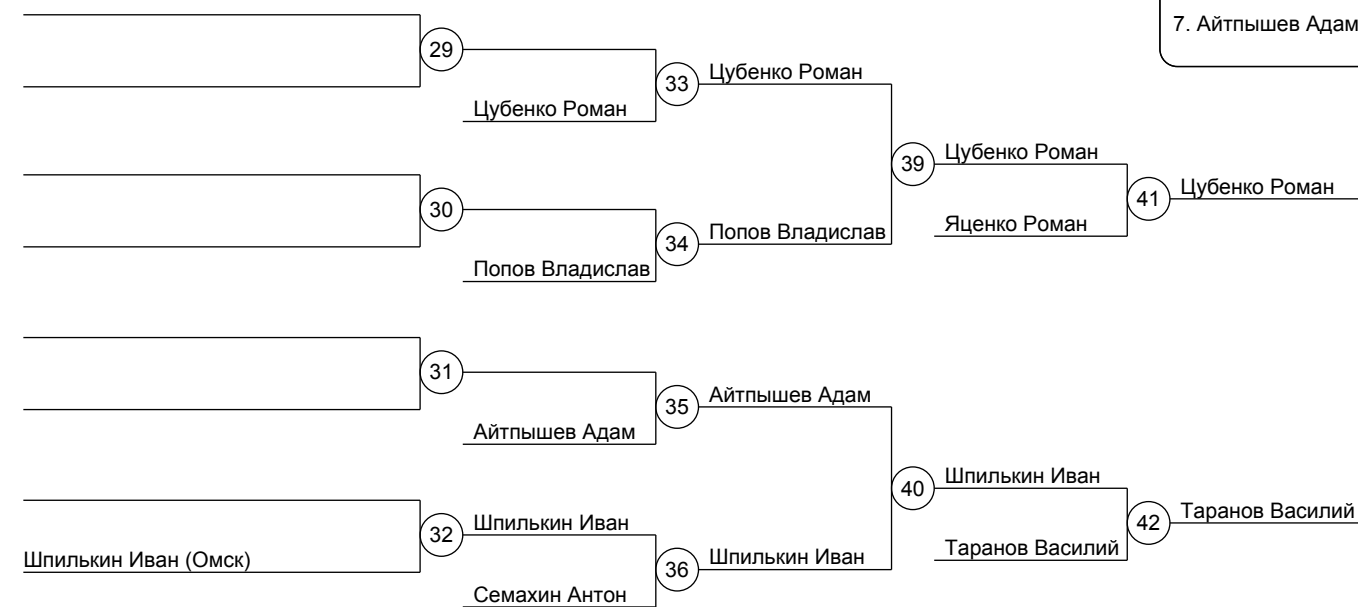 7. Айтпышев Адам
29
33
Цубенко Роман
Цубенко Роман
39
Цубенко Роман
41
Цубенко Роман
30
34
Попов Владислав
Яценко Роман
Попов Владислав
31
35
Айтпышев Адам
Айтпышев Адам
40
Шпилькин Иван
42
Таранов Василий
32
Шпилькин Иван
Таранов Василий
Шпилькин Иван (Омск)
36
Шпилькин Иван
Семахин Антон